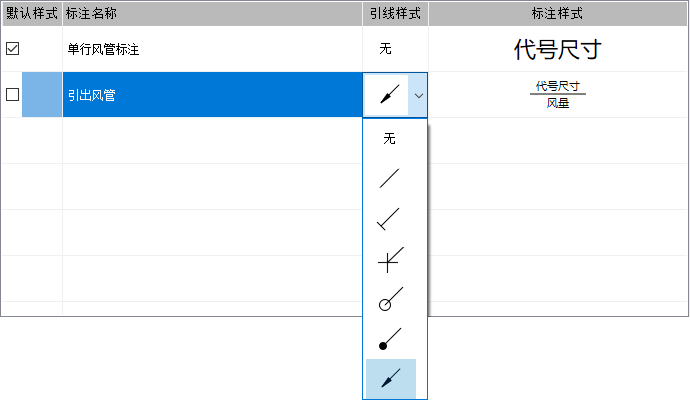 默认样式 标注名称 引线样式 标注样式
单行风管标注 无 代号尺寸
引出风管 代号尺寸
风量
无